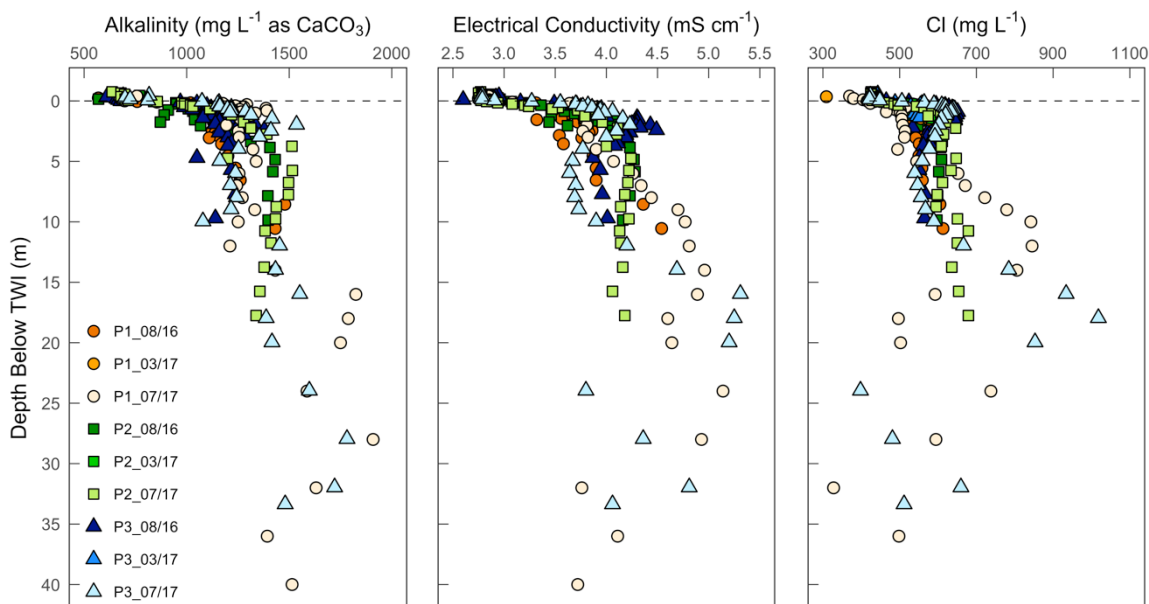 Alkalinity (mg L⁻¹ as CaCO₃)
500 1000 1500 2000
Electrical Conductivity (mS cm⁻¹)
2.5 3.0 3.5 4.0 4.5 5.0 5.5
Cl (mg L⁻¹)
300 500 700 900 1100
Depth Below TWI (m)
0
5
10
15
20
25
30
35
40
P1_08/16
P1_03/17
P1_07/17
P2_08/16
P2_03/17
P2_07/17
P3_08/16
P3_03/17
P3_07/17